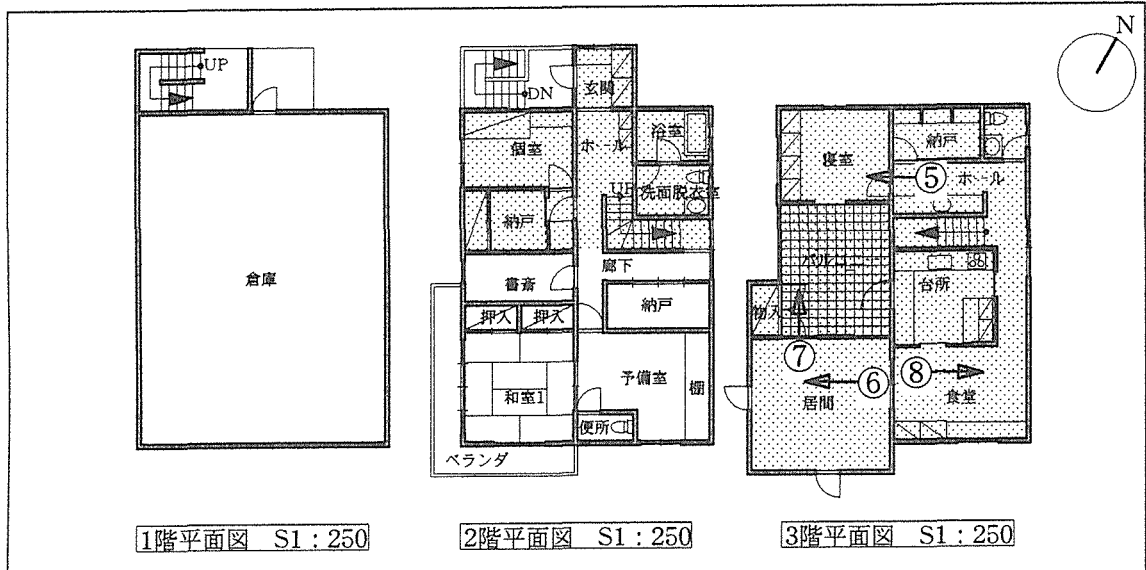 N
UP
倉庫
1階平面図 S1：250
DN
玄関
個室
ホール
浴室
UP
洗面脱衣室
納戸
廊下
書斎
納戸
押入
押入
予備室
棚
和室1
便所
ベランダ
2階平面図 S1：250
納戸
寝室
⑤
ホール
バルコニー
台所
物入
⑦
⑥
⑧
居間
食堂
3階平面図 S1：250